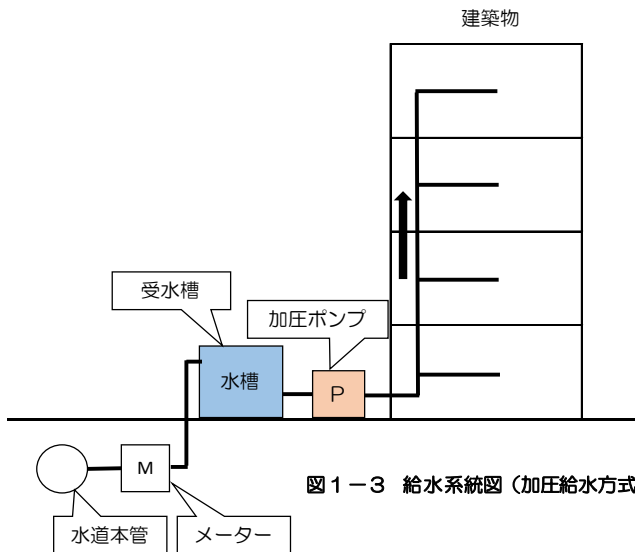 建築物
受水槽
加圧ポンプ
水槽
P
M
図１－３　給水系統図（加圧給水方式
水道本管
メーター